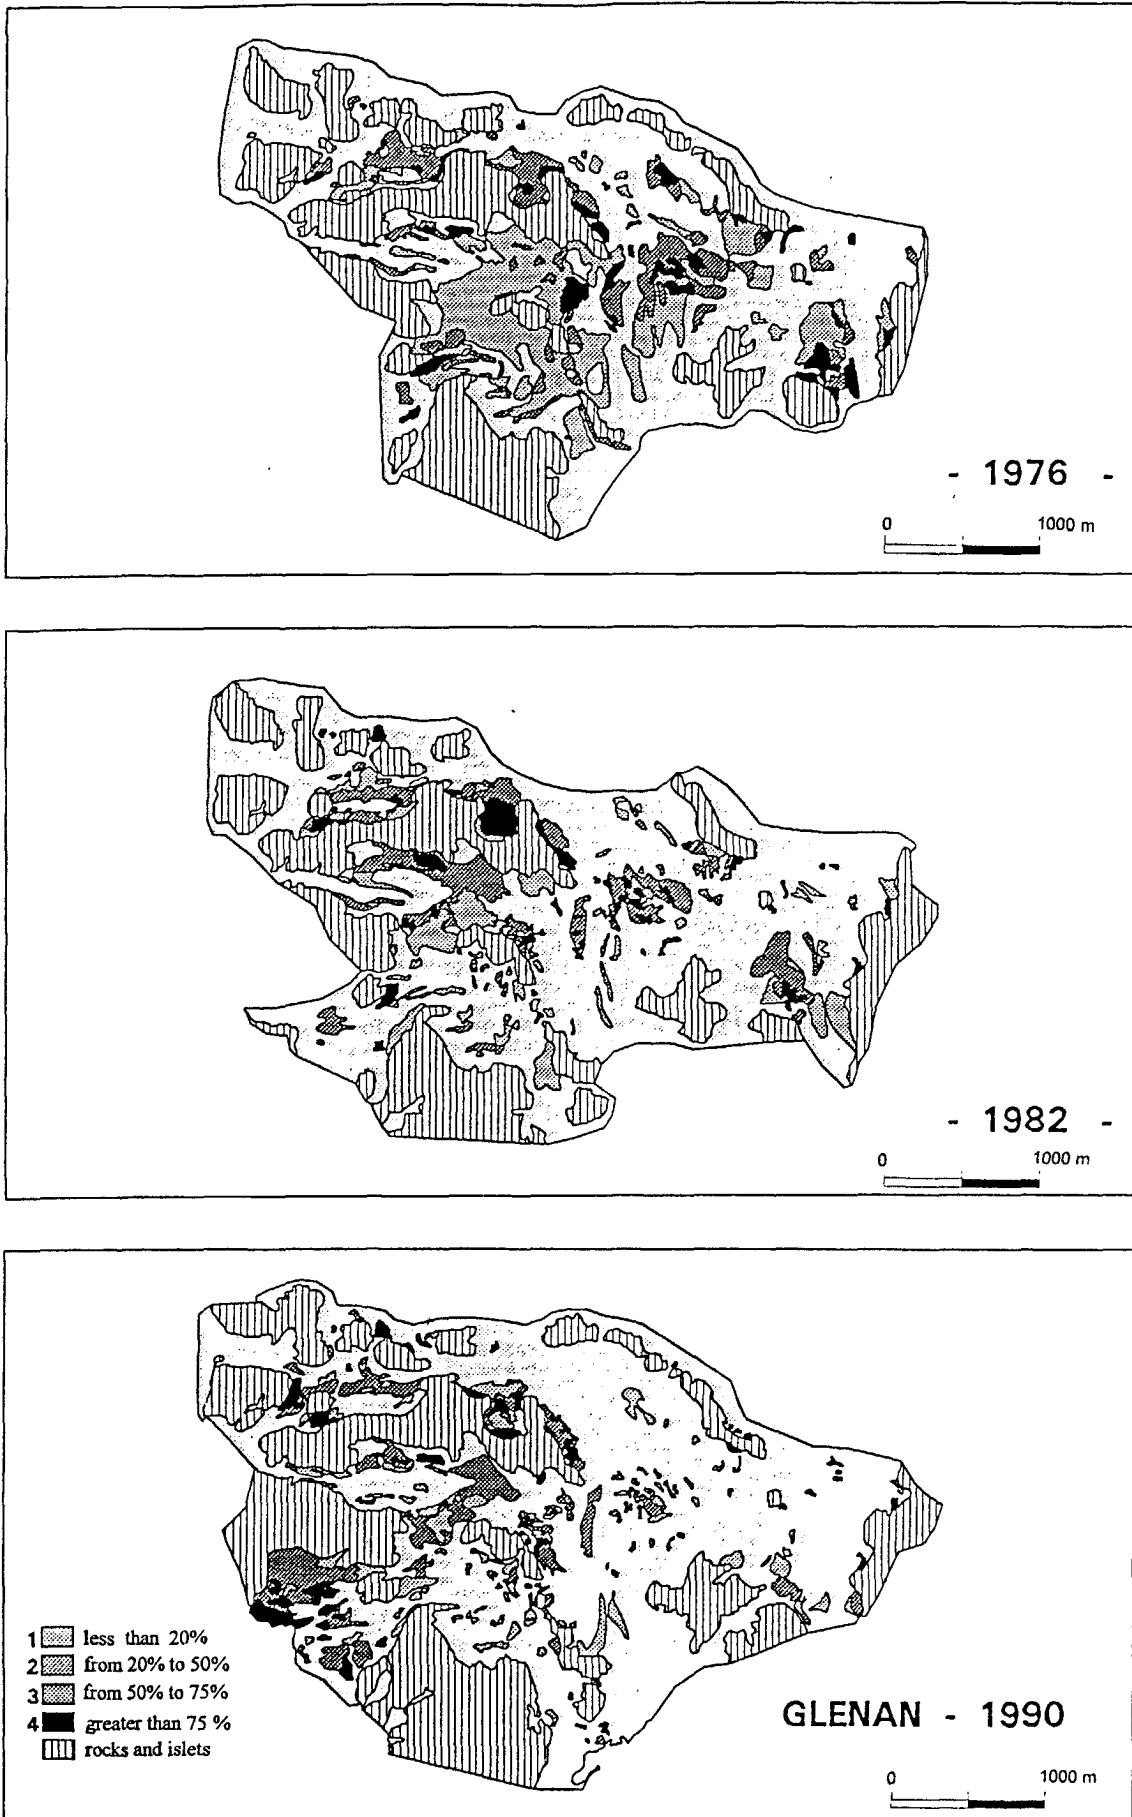 - 1976 -
0 1000 m
- 1982 -
0 1000 m
1 less than 20%
2 from 20% to 50%
3 from 50% to 75%
4 greater than 75 %
rocks and islets
GLENAN - 1990
0 1000 m